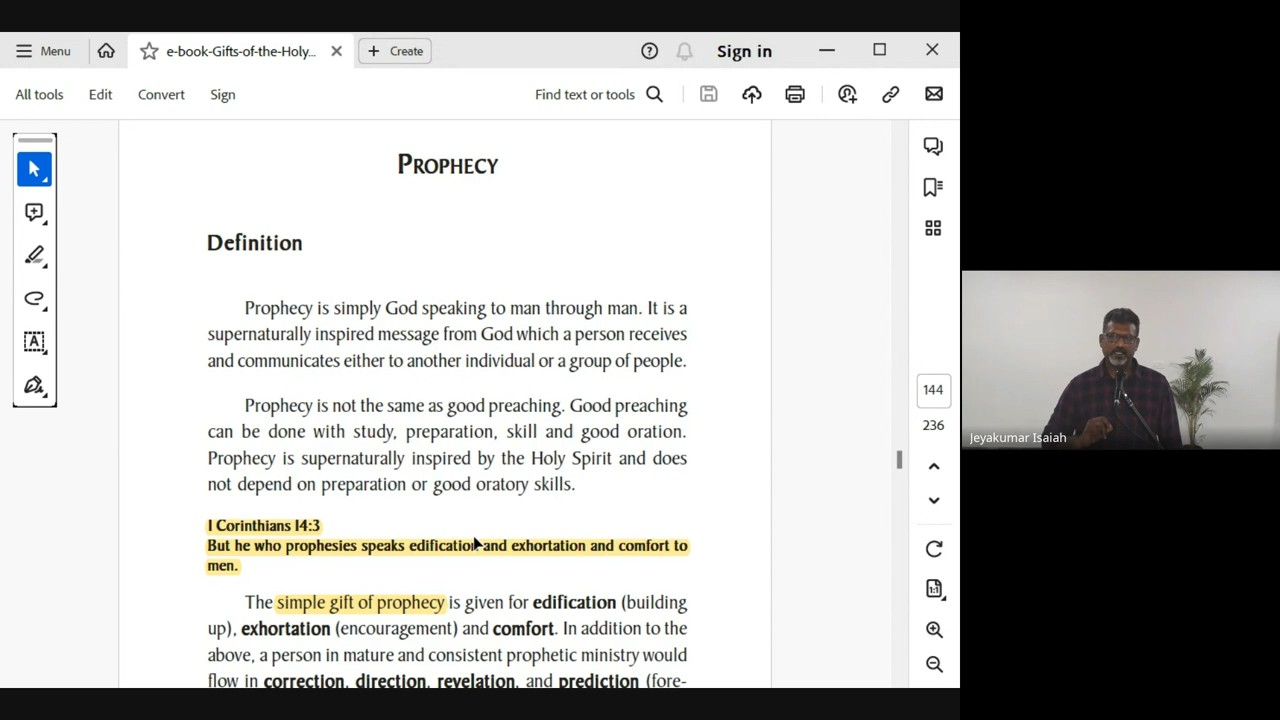 Menu
e-book-Gifts-of-the-Holy...
Create
Sign in
All tools
Edit
Convert
Sign
Find text or tools
PROPHECY
Definition
Prophecy is simply God speaking to man through man. It is a
supernaturally inspired message from God which a person receives
and communicates either to another individual or a group of people.
Prophecy is not the same as good preaching. Good preaching
can be done with study, preparation, skill and good oration.
Prophecy is supernaturally inspired by the Holy Spirit and does
not depend on preparation or good oratory skills.
1 Corinthians 14:3
But he who prophesies speaks edification and exhortation and comfort to
men.
The simple gift of prophecy is given for edification (building
up), exhortation (encouragement) and comfort. In addition to the
above, a person in mature and consistent prophetic ministry would
flow in correction, direction, revelation, and prediction (fore-
144
236
1:1
Jeyakumar Isaiah